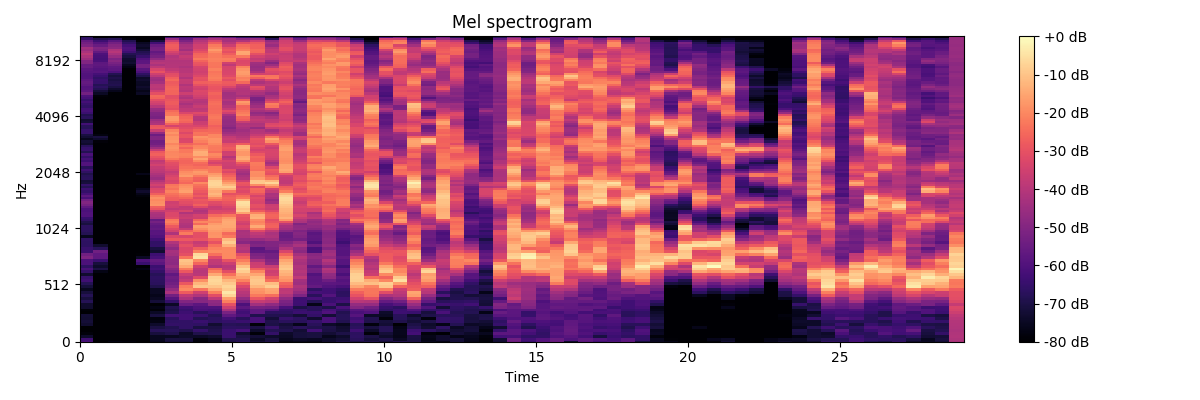 Mel spectrogram
Hz
8192
4096
2048
1024
512
0
0 5 10 15 20 25
Time
+0 dB
-10 dB
-20 dB
-30 dB
-40 dB
-50 dB
-60 dB
-70 dB
-80 dB